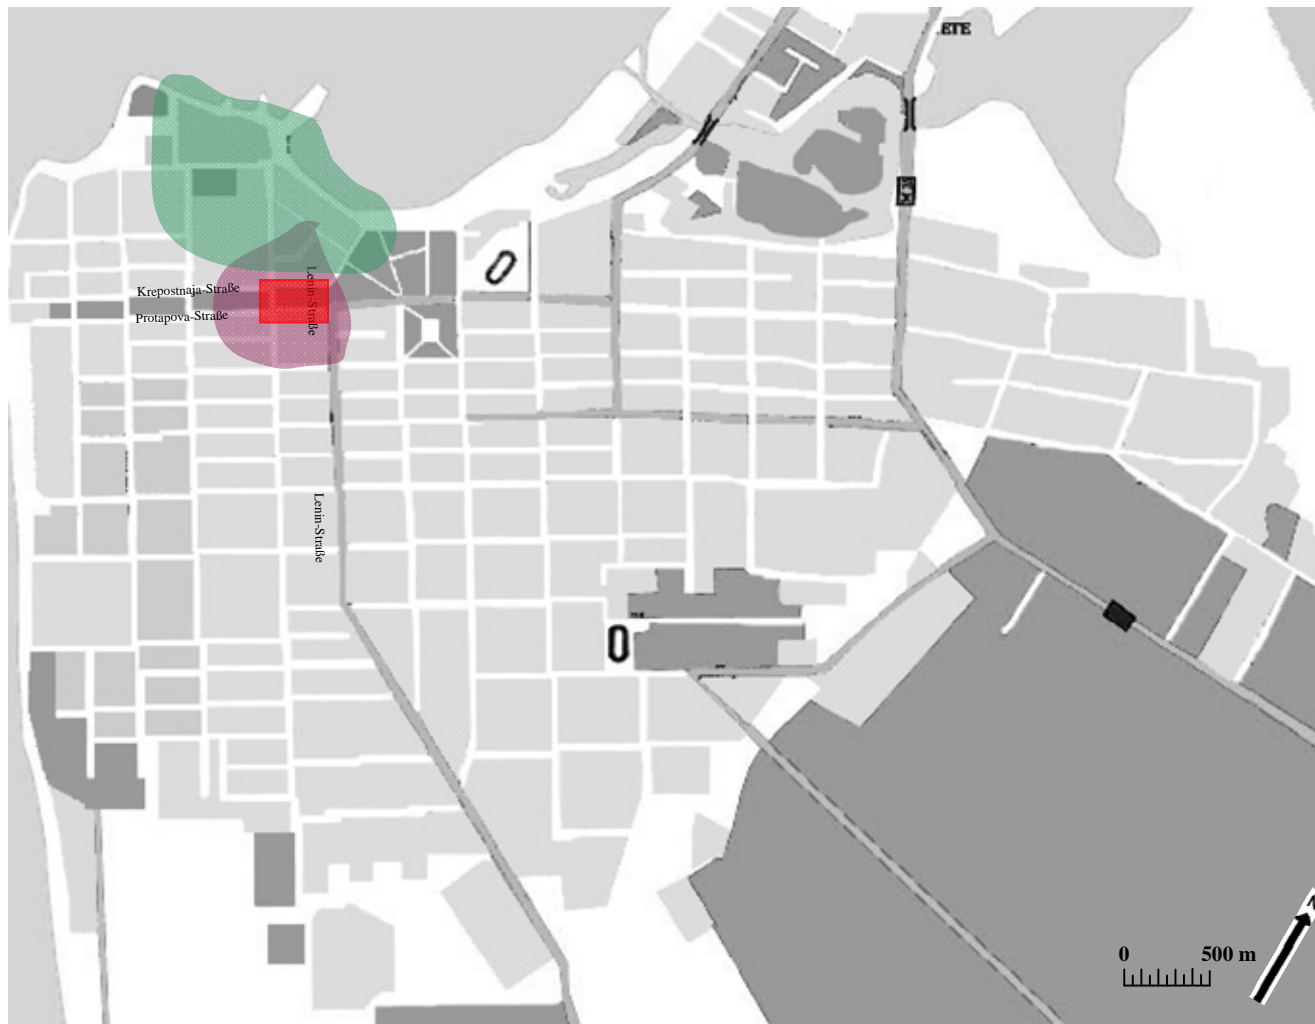 ETE
Krepostnaja-Straße
Lenin-Straße
Protapova-Straße
Lenin-Straße
0 500 m
N